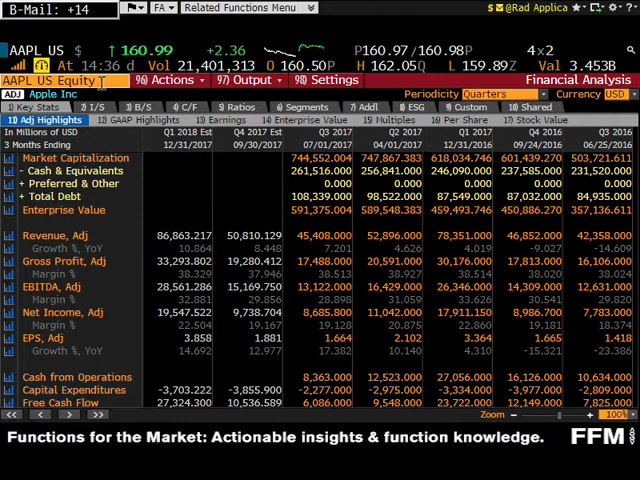 B-Mail: +14 FA Related Functions Menu @Rad Applica
AAPL US $ ↑ 160.99 +2.36 P160.97 / 160.98P 4x2
At 14:36 d Vol 21,401,313 O 159.25Q H 162.05Q L 158.79P Val 3.453B
AAPL US Equity 96) Actions 97) Output 98) Settings Financial Analysis
ADJ Apple Inc Periodicity Quarters Currency USD
1) Key Stats 2) I/S 3) B/S 4) C/F 5) Ratios 6) Segments 7) Addl 8) ESG 9) Custom 10) Shared
11) Adj Highlights 12) GAAP Highlights 13) Earnings 14) Enterprise Value 15) Multiples 16) Per Share 17) Stock Value
In Millions of USD Q1 2018 Est Q4 2017 Est Q3 2017 Q2 2017 Q1 2017 Q4 2016 Q3 2016
3 Months Ending 12/31/2017 09/30/2017 07/01/2017 04/01/2017 12/31/2016 09/24/2016 06/25/2016
Market Capitalization 744,552.000 747,867.383 618,034.746 601,439.270 503,721.611
- Cash & Equivalents 261,516.000 256,841.000 246,090.000 237,585.000 231,520.000
+ Preferred & Other 0.000 0.000 0.000 0.000 0.000
+ Total Debt 108,339.000 98,522.000 87,549.000 87,032.000 84,935.000
Enterprise Value 591,375.004 589,548.383 459,493.746 450,886.270 357,136.611
Revenue, Adj 86,863.217 50,810.129 45,408.000 52,896.000 78,351.000 46,852.000 42,358.000
Growth %, YoY 10.864 8.448 7.201 4.626 4.019 -9.027 -14.609
Gross Profit, Adj 33,293.802 19,280.412 17,488.000 20,591.000 30,176.000 17,813.000 16,106.000
Margin % 38.329 37.946 38.513 38.927 38.514 38.020 38.024
EBITDA, Adj 28,561.286 15,169.750 13,122.000 16,429.000 26,346.000 14,309.000 12,631.000
Margin % 32.881 29.856 28.898 31.059 33.626 30.541 29.820
Net Income, Adj 19,547.522 9,738.704 8,685.800 11,042.000 17,911.750 8,986.700 7,783.000
Margin % 22.504 19.167 19.128 20.875 22.860 19.181 18.374
EPS, Adj 3.858 1.881 1.664 2.102 3.364 1.665 1.418
Growth %, YoY 14.692 12.977 17.382 10.140 4.310 -15.321 -23.386
Cash from Operations 8,363.000 12,523.000 27,056.000 16,126.000 10,634.000
Capital Expenditures -3,703.222 -3,855.900 -2,277.000 -2,975.000 -3,334.000 -3,977.000 -2,809.000
Free Cash Flow 27,324.300 10,536.589 6,086.000 9,548.000 23,722.000 12,149.000 7,825.000
<< < > >> Zoom - + 100%
Functions for the Market: Actionable insights & function knowledge. FFM